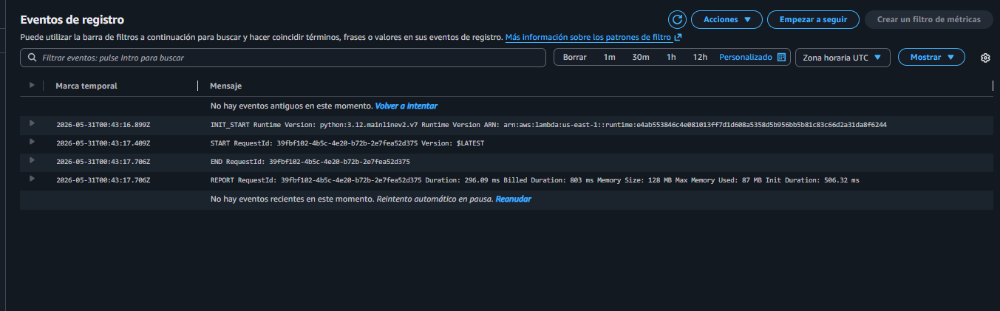 Eventos de registro
Acciones
Empezar a seguir
Crear un filtro de métricas
Puede utilizar la barra de filtros a continuación para buscar y hacer coincidir términos, frases o valores en sus eventos de registro. Más información sobre los patrones de filtro
Filtrar eventos: pulse Intro para buscar
Borrar 1m 30m 1h 12h Personalizado
Zona horaria UTC
Mostrar
Marca temporal Mensaje
No hay eventos antiguos en este momento. Volver a intentar
2026-05-31T00:43:16.899Z INIT_START Runtime Version: python:3.12.mainlinev2.v7 Runtime Version ARN: arn:aws:lambda:us-east-1::runtime:e4ab553846c4e081013ff7d1d608a5358d5b956bb5b81c83c66d2a31da8f6244
2026-05-31T00:43:17.409Z START RequestId: 39fbf102-4b5c-4e20-b72b-2e7fea52d375 Version: $LATEST
2026-05-31T00:43:17.706Z END RequestId: 39fbf102-4b5c-4e20-b72b-2e7fea52d375
2026-05-31T00:43:17.706Z REPORT RequestId: 39fbf102-4b5c-4e20-b72b-2e7fea52d375 Duration: 296.09 ms Billed Duration: 803 ms Memory Size: 128 MB Max Memory Used: 87 MB Init Duration: 506.32 ms
No hay eventos recientes en este momento. Reintento automático en pausa. Reanudar